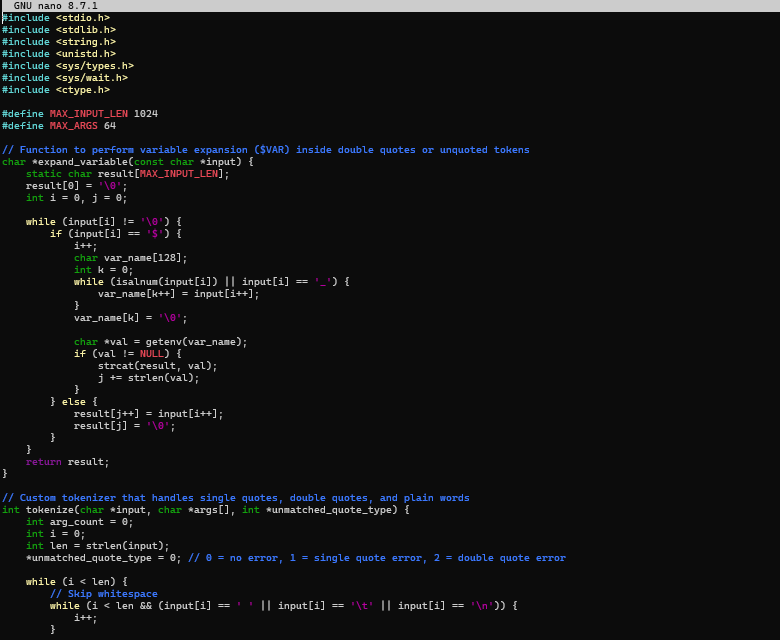 GNU nano 8.7.1
#include <stdio.h>
#include <stdlib.h>
#include <string.h>
#include <unistd.h>
#include <sys/types.h>
#include <sys/wait.h>
#include <ctype.h>

#define MAX_INPUT_LEN 1024
#define MAX_ARGS 64

// Function to perform variable expansion ($VAR) inside double quotes or unquoted tokens
char *expand_variable(const char *input) {
    static char result[MAX_INPUT_LEN];
    result[0] = '\0';
    int i = 0, j = 0;

    while (input[i] != '\0') {
        if (input[i] == '$') {
            i++;
            char var_name[128];
            int k = 0;
            while (isalnum(input[i]) || input[i] == '_') {
                var_name[k++] = input[i++];
            }
            var_name[k] = '\0';

            char *val = getenv(var_name);
            if (val != NULL) {
                strcat(result, val);
                j += strlen(val);
            }
        } else {
            result[j++] = input[i++];
            result[j] = '\0';
        }
    }
    return result;
}

// Custom tokenizer that handles single quotes, double quotes, and plain words
int tokenize(char *input, char *args[], int *unmatched_quote_type) {
    int arg_count = 0;
    int i = 0;
    int len = strlen(input);
    *unmatched_quote_type = 0; // 0 = no error, 1 = single quote error, 2 = double quote error

    while (i < len) {
        // Skip whitespace
        while (i < len && (input[i] == ' ' || input[i] == '\t' || input[i] == '\n')) {
            i++;
        }